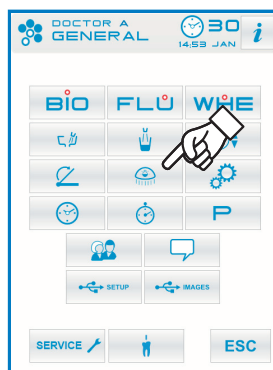 DOCTOR A
GENERAL
30
14:53 JAN
i
BIO FLU WHE
P
SETUP IMAGES
SERVICE ESC